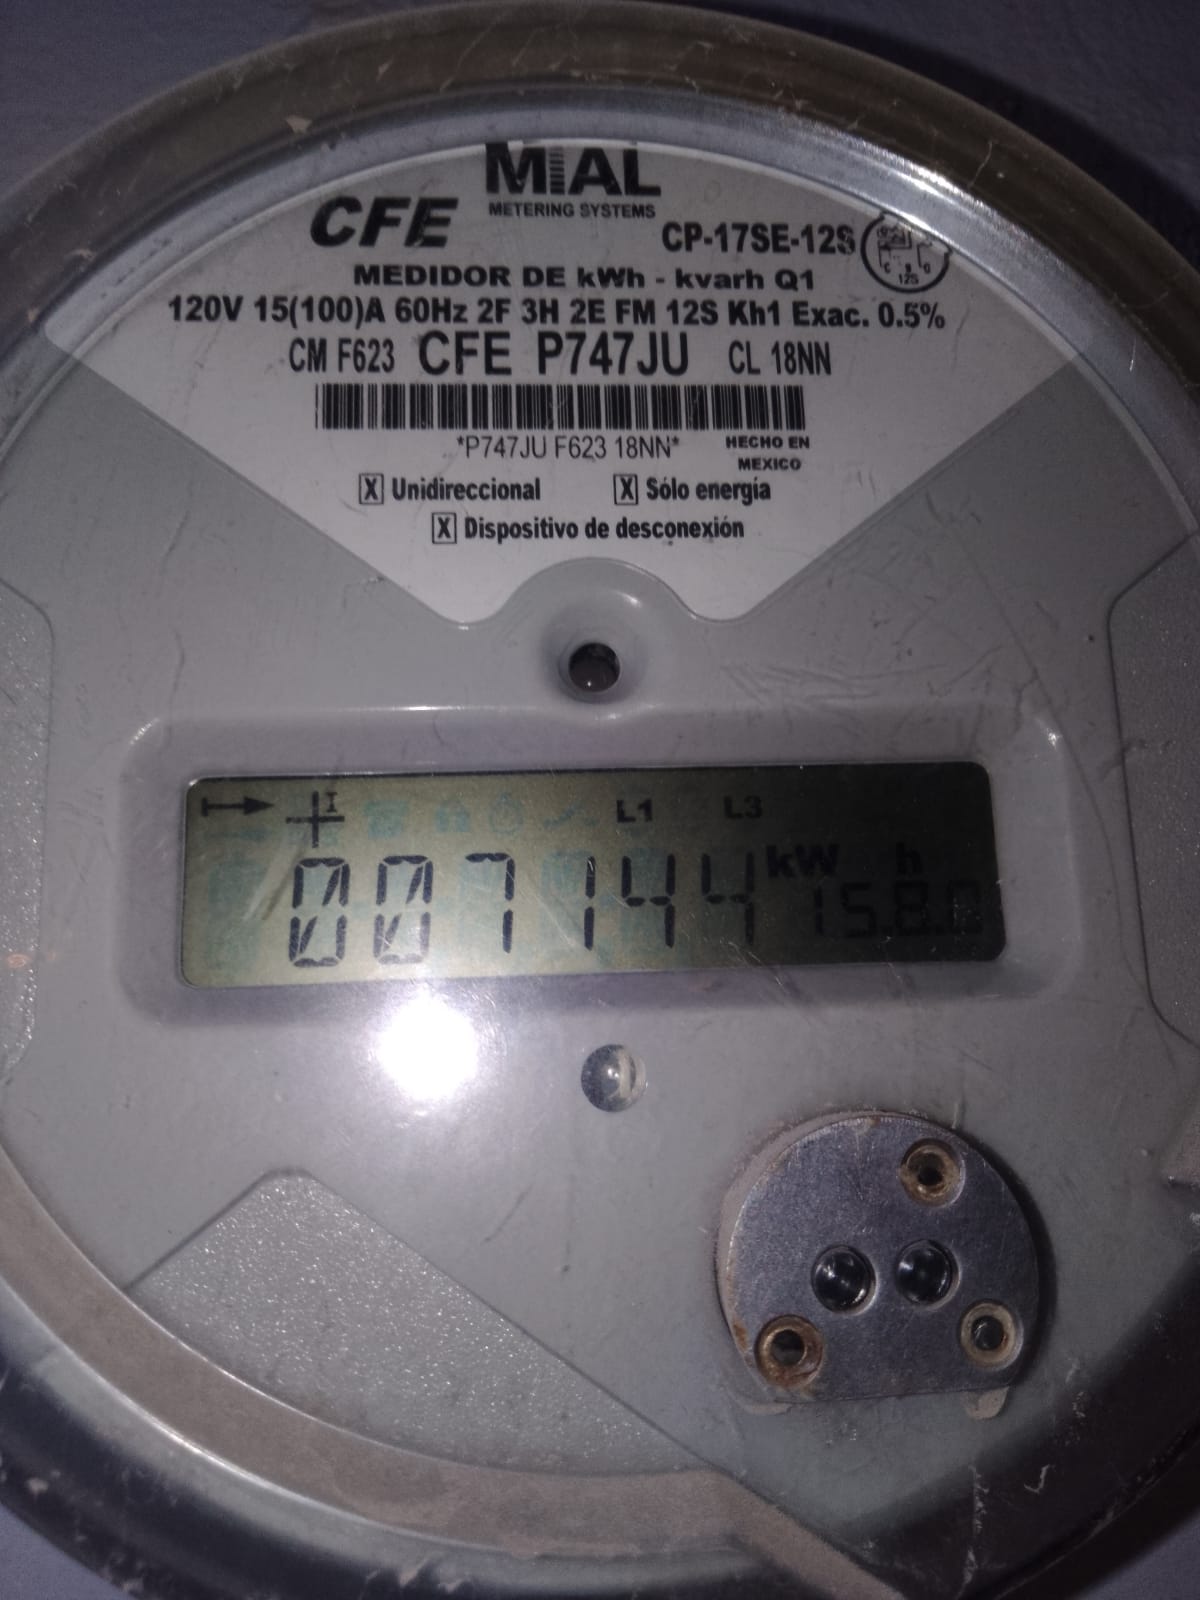 MIAL
METERING SYSTEMS
CFE
CP-17SE-12S
12S
MEDIDOR DE kWh - kvarh Q1
120V 15(100)A 60Hz 2F 3H 2E FM 12S Kh1 Exac. 0.5%
CM F623 CFE P747JU CL 18NN
*P747JU F623 18NN*
HECHO EN
MEXICO
X Unidireccional X Sólo energía
X Dispositivo de desconexión
I L1 L3
007144 kW h
15.8.0